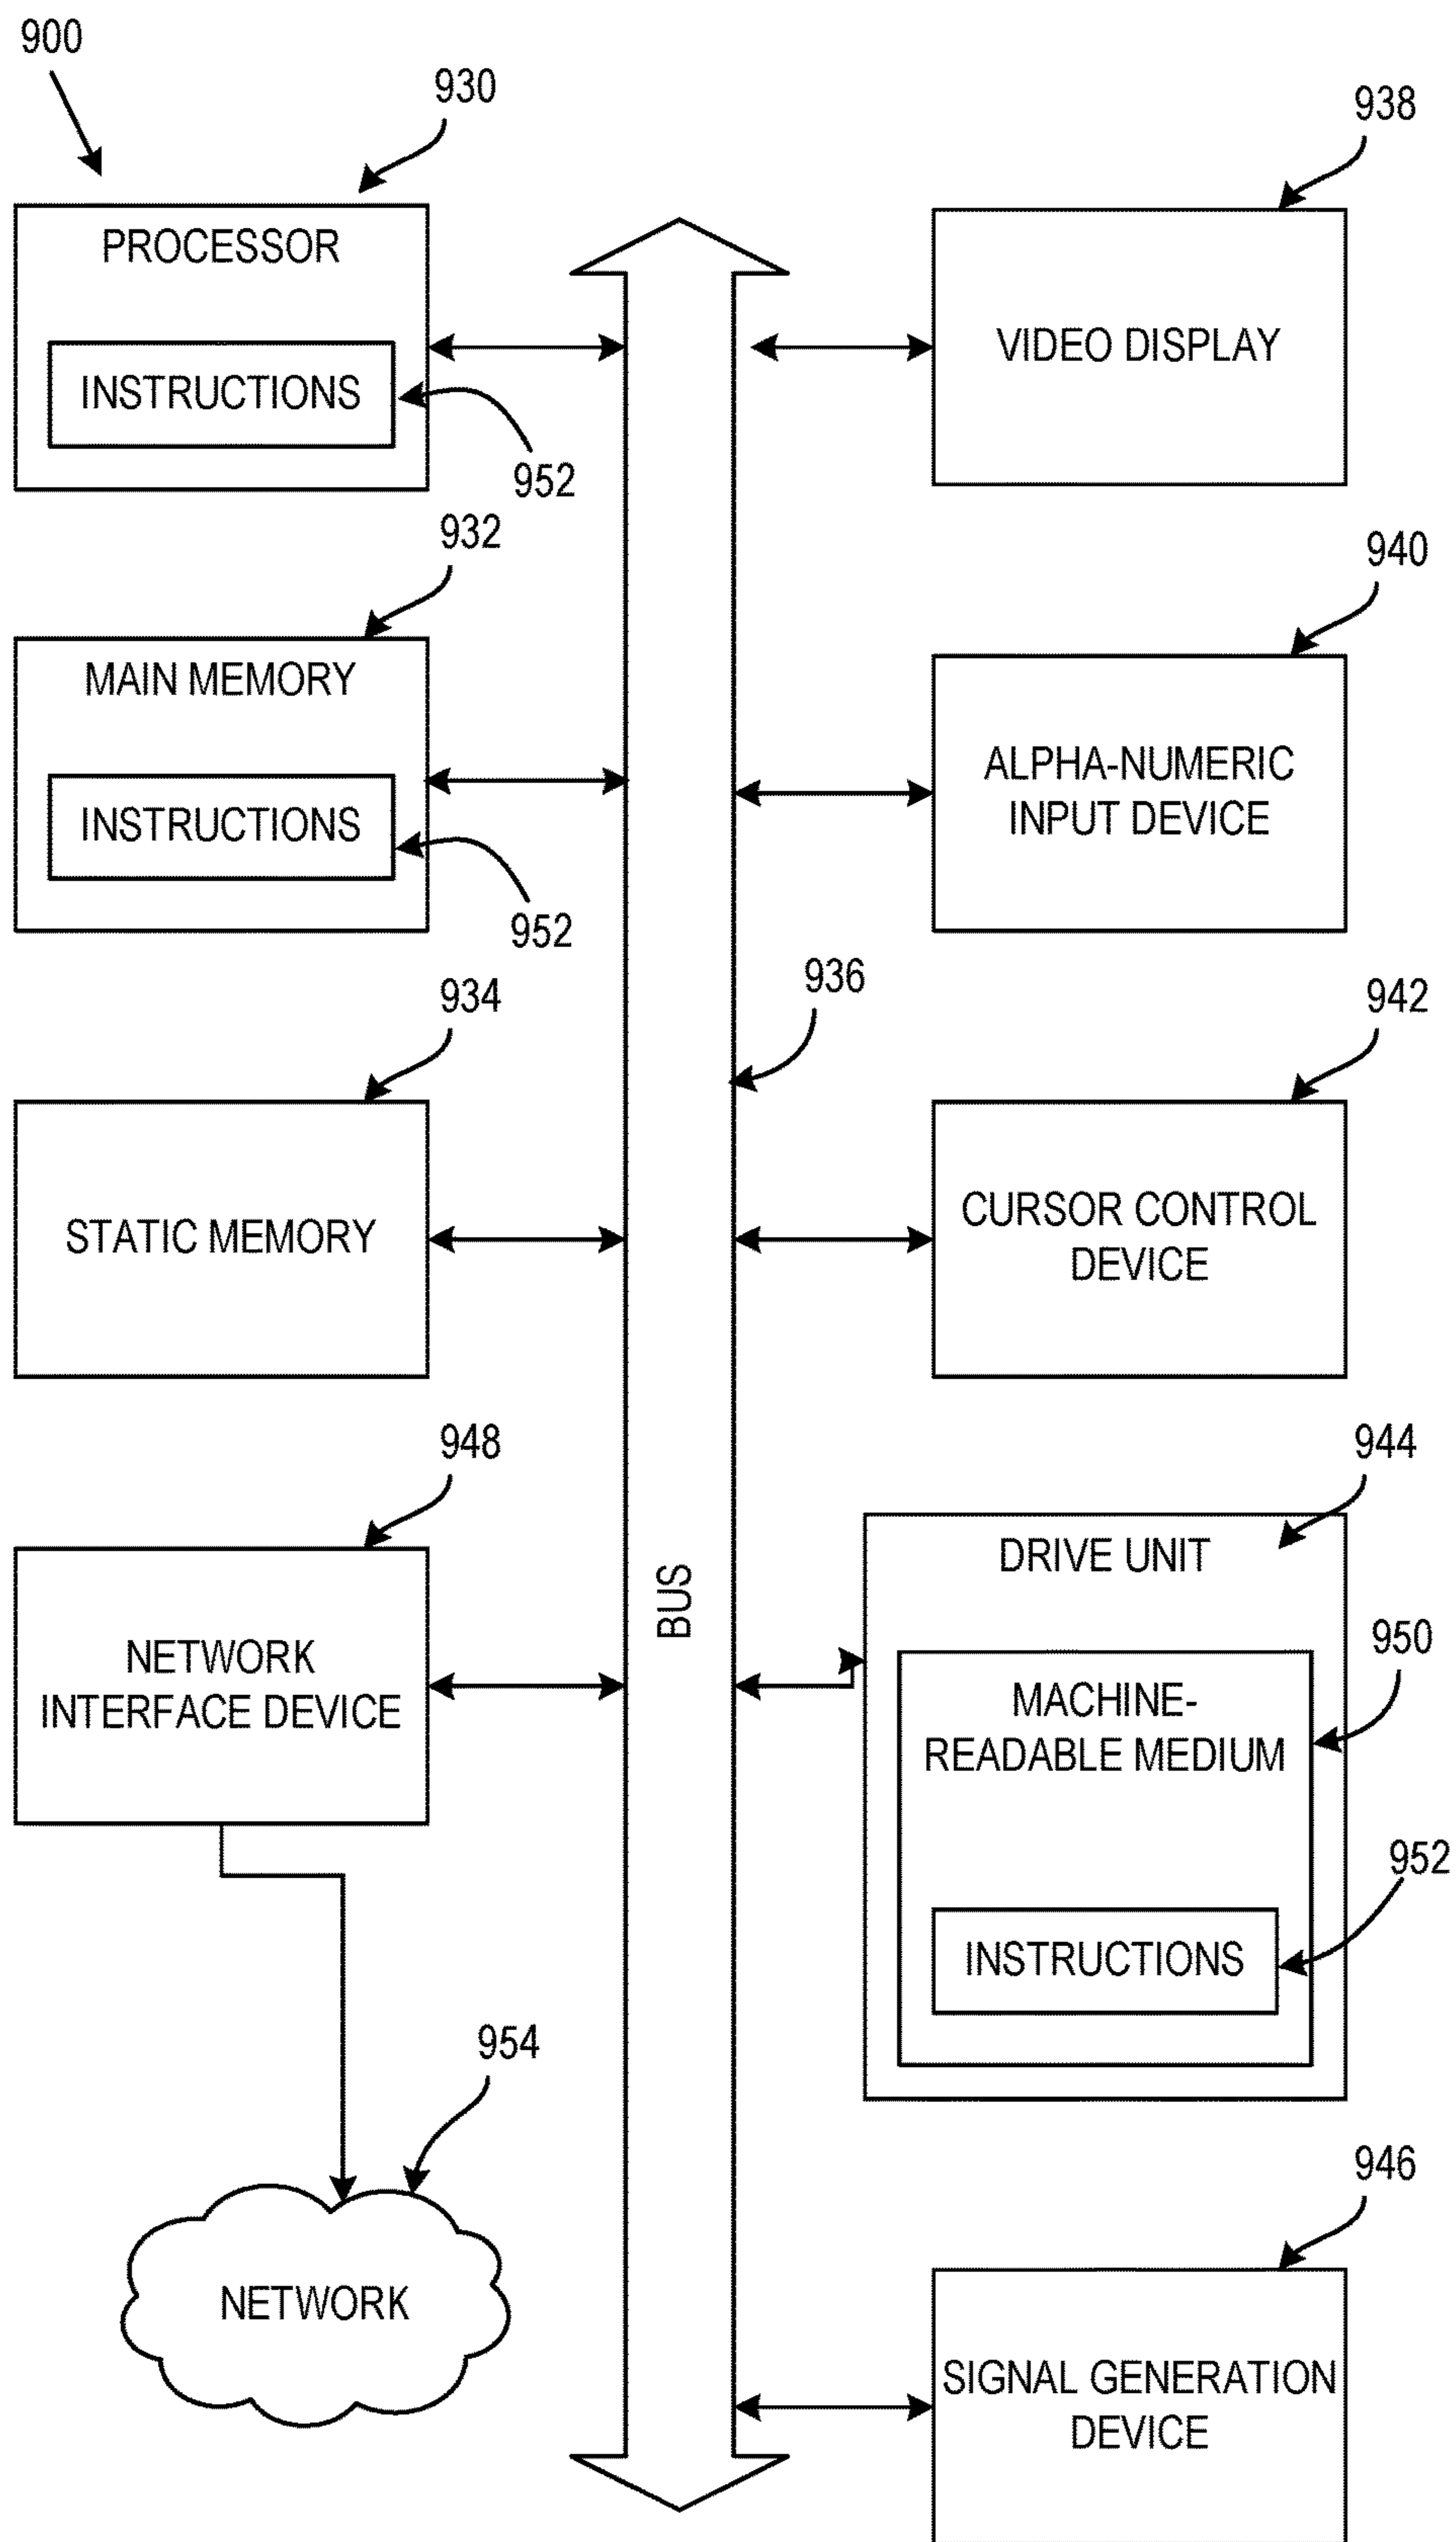 900
930
PROCESSOR
INSTRUCTIONS
952
932
MAIN MEMORY
INSTRUCTIONS
952
934
STATIC MEMORY
948
NETWORK
INTERFACE DEVICE
954
NETWORK
BUS
936
938
VIDEO DISPLAY
940
ALPHA-NUMERIC
INPUT DEVICE
942
CURSOR CONTROL
DEVICE
944
DRIVE UNIT
950
MACHINE-
READABLE MEDIUM
952
INSTRUCTIONS
946
SIGNAL GENERATION
DEVICE